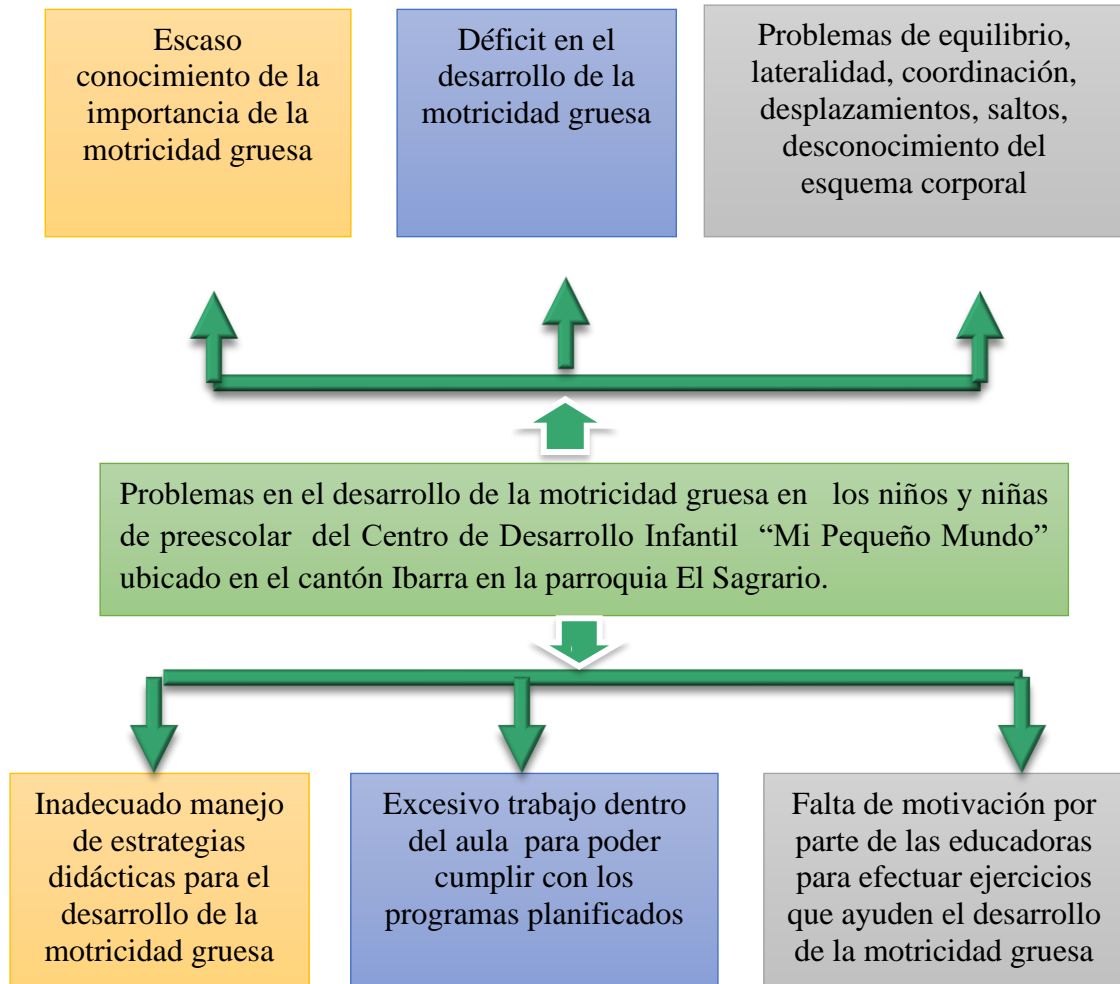 Escaso
conocimiento de la
importancia de la
motricidad gruesa
Déficit en el
desarrollo de la
motricidad gruesa
Problemas de equilibrio,
lateralidad, coordinación,
desplazamientos, saltos,
desconocimiento del
esquema corporal
Problemas en el desarrollo de la motricidad gruesa en los niños y niñas
de preescolar del Centro de Desarrollo Infantil “Mi Pequeño Mundo”
ubicado en el cantón Ibarra en la parroquia El Sagrario.
Inadecuado manejo
de estrategias
didácticas para el
desarrollo de la
motricidad gruesa
Excesivo trabajo dentro
del aula para poder
cumplir con los
programas planificados
Falta de motivación por
parte de las educadoras
para efectuar ejercicios
que ayuden el desarrollo
de la motricidad gruesa